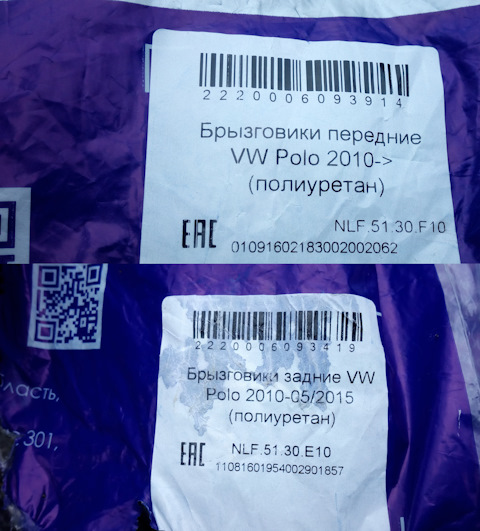 2220006093914
Брызговики передние
VW Polo 2010->
(полиуретан)
EAC
NLF.51.30.F10
01091602183002002062
2220006093419
Брызговики задние VW
Polo 2010-05/2015
(полиуретан)
ласть,
301,
EAC
NLF.51.30.E10
11081601954002901857